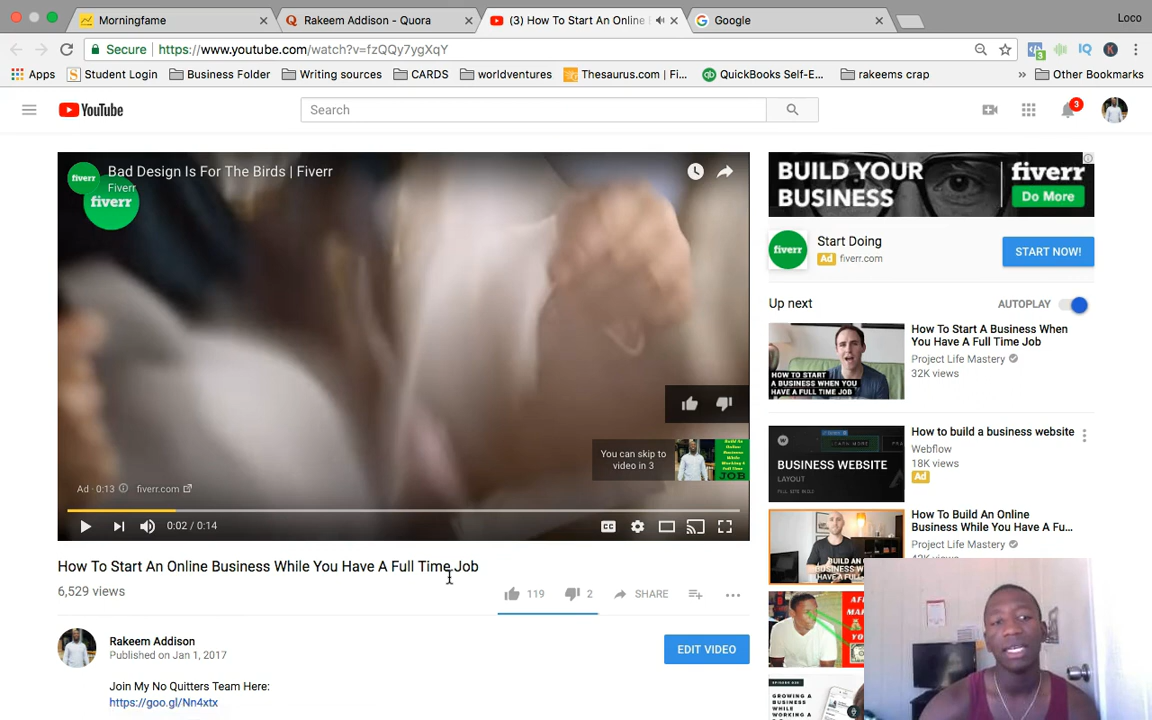 Morningfame
Rakeem Addison - Quora
(3) How To Start An Online
Google
Loco
Secure
https://www.youtube.com/watch?v=fzQQy7ygXqY
Apps
Student Login
Business Folder
Writing sources
CARDS
worldventures
Thesaurus.com | Fi...
QuickBooks Self-E...
rakeems crap
Other Bookmarks
YouTube
Search
3
fiverr
Bad Design Is For The Birds | Fiverr
Fiverr
fiverr
You can skip to
video in 3
Ad · 0:13
fiverr.com
0:02 / 0:14
How To Start An Online Business While You Have A Full Time Job
6,529 views
119
2
SHARE
Rakeem Addison
Published on Jan 1, 2017
EDIT VIDEO
Join My No Quitters Team Here:
https://goo.gl/Nn4xtx
BUILD YOUR
BUSINESS
fiverr
Do More
fiverr
Start Doing
Ad fiverr.com
START NOW!
Up next
AUTOPLAY
HOW TO START
A BUSINESS WHEN
YOU HAVE A FULL TIME JOB
How To Start A Business When
You Have A Full Time Job
Project Life Mastery
32K views
BUSINESS WEBSITE
LAYOUT
How to build a business website
Webflow
18K views
Ad
How To Build An Online
Business While You Have A Fu...
Project Life Mastery
GROWING A
BUSINESS WHILE
WORKING A